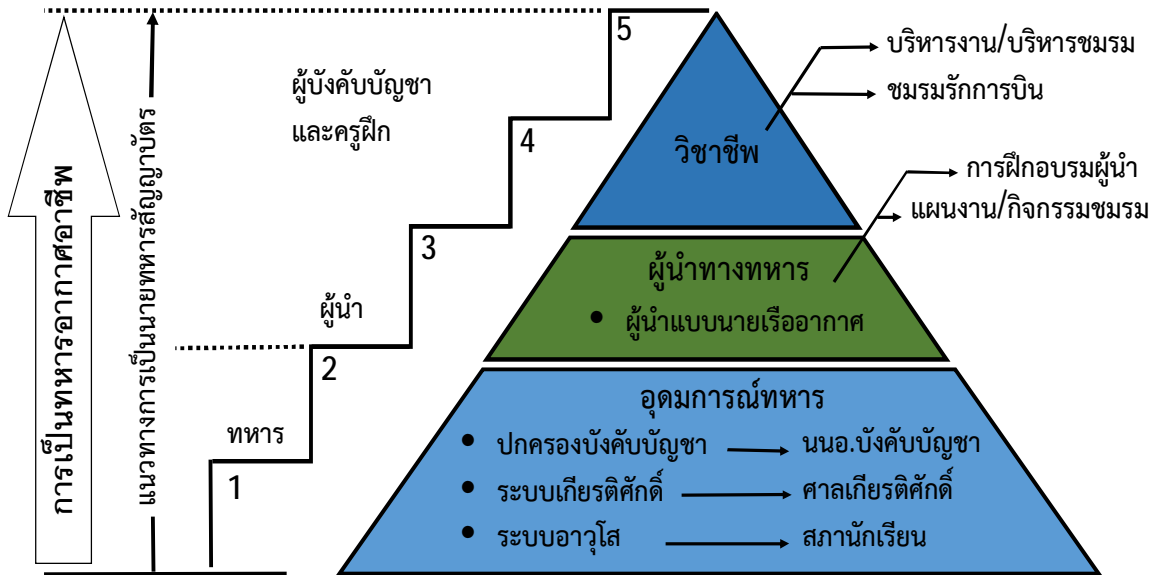 การเป็นทหารอากาศอาชีพ
แนวทางการเป็นนายทหารสัญญาบัตร
ผู้บังคับบัญชา
และครูฝึก
ผู้นำ
ทหาร
1
2
3
4
5
วิชาชีพ
บริหารงาน/บริหารชมรม
ชมรมรักการบิน
ผู้นำทางทหาร
• ผู้นำแบบนายเรืออากาศ
การฝึกอบรมผู้นำ
แผนงาน/กิจกรรมชมรม
อุดมการณ์ทหาร
• ปกครองบังคับบัญชา → นนอ.บังคับบัญชา
• ระบบเกียรติศักดิ์ → ศาลเกียรติศักดิ์
• ระบบอาวุโส → สภานักเรียน